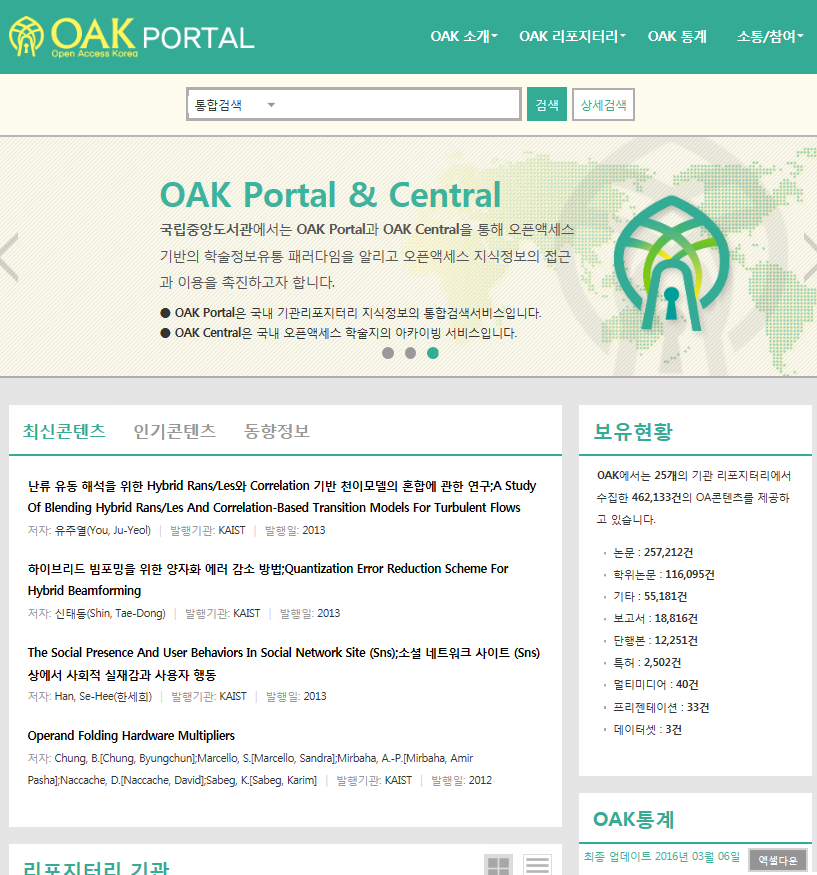 OAK PORTAL
Open Access Korea
OAK 소개
OAK 리포지터리
OAK 통계
소통/참여
통합검색
검색
상세검색
OAK Portal & Central
국립중앙도서관에서는 OAK Portal과 OAK Central을 통해 오픈액세스
기반의 학술정보유통 패러다임을 알리고 오픈액세스 지식정보의 접근
과 이용을 촉진하고자 합니다.
● OAK Portal은 국내 기관리포지터리 지식정보의 통합검색서비스입니다.
● OAK Central은 국내 오픈액세스 학술지의 아카이빙 서비스입니다.
최신콘텐츠 인기콘텐츠 동향정보
난류 유동 해석을 위한 Hybrid Rans/Les와 Correlation 기반 천이모델의 혼합에 관한 연구;A Study
Of Blending Hybrid Rans/Les And Correlation-Based Transition Models For Turbulent Flows
저자: 유주열(You, Ju-Yeol) | 발행기관: KAIST | 발행일: 2013
하이브리드 빔포밍을 위한 양자화 에러 감소 방법;Quantization Error Reduction Scheme For
Hybrid Beamforming
저자: 신태동(Shin, Tae-Dong) | 발행기관: KAIST | 발행일: 2013
The Social Presence And User Behaviors In Social Network Site (Sns);소셜 네트워크 사이트 (Sns)
상에서 사회적 실재감과 사용자 행동
저자: Han, Se-Hee(한세희) | 발행기관: KAIST | 발행일: 2013
Operand Folding Hardware Multipliers
저자: Chung, B.[Chung, Byungchun];Marcello, S.[Marcello, Sandra];Mirbaha, A.-P.[Mirbaha, Amir
Pasha];Naccache, D.[Naccache, David];Sabeg, K.[Sabeg, Karim] | 발행기관: KAIST | 발행일: 2012
리포지터리 기관
보유현황
OAK에서는 25개의 기관 리포지터리에서
수집한 462,133건의 OA콘텐츠를 제공하
고 있습니다.
논문 : 257,212건
학위논문 : 116,095건
기타 : 55,181건
보고서 : 18,816건
단행본 : 12,251건
특허 : 2,502건
멀티미디어 : 40건
프리젠테이션 : 33건
데이터셋 : 3건
OAK통계
최종 업데이트 2016년 03월 06일
엑셀다운